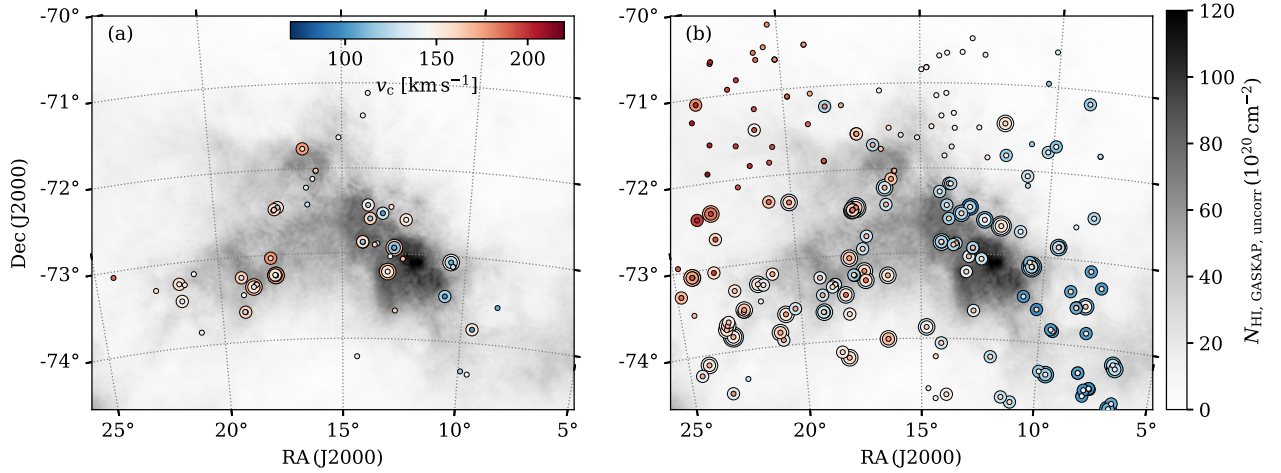 (a)
100 150 200
v_c [km s⁻¹]
-70°
-71°
-72°
-73°
-74°
Dec (J2000)
25° 20° 15° 10° 5°
RA (J2000)
(b)
-70°
-71°
-72°
-73°
-74°
25° 20° 15° 10° 5°
RA (J2000)
120
100
80
60
40
20
0
N_HI, GASKAP, uncorr (10²⁰ cm⁻²)